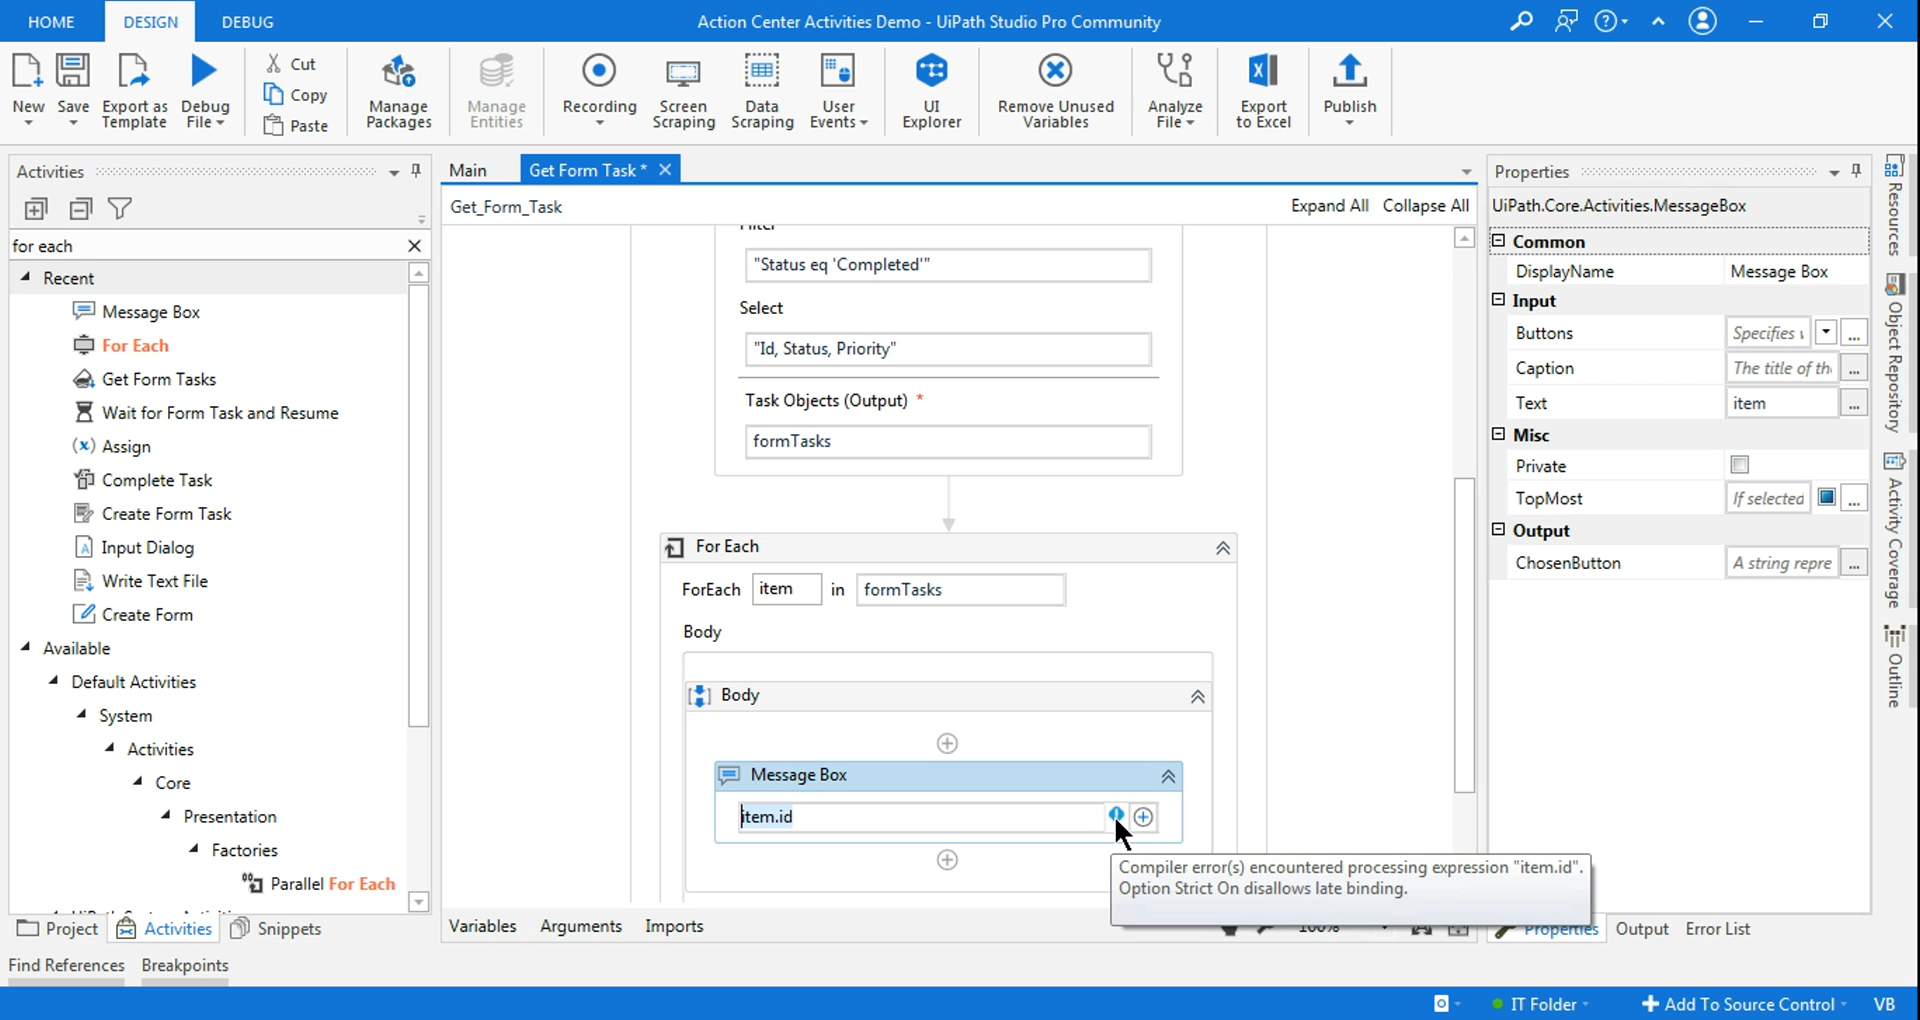 HOME DESIGN DEBUG Action Center Activities Demo - UiPath Studio Pro Community
New Save Export as Template Debug File Cut Copy Paste Manage Packages Manage Entities Recording Screen Scraping Data Scraping User Events UI Explorer Remove Unused Variables Analyze File Export to Excel Publish
Activities
for each
Recent
Message Box
For Each
Get Form Tasks
Wait for Form Task and Resume
(x) Assign
Complete Task
Create Form Task
Input Dialog
Write Text File
Create Form
Available
Default Activities
System
Activities
Core
Presentation
Factories
Parallel For Each
Project Activities Snippets
Main Get Form Task *
Get_Form_Task Expand All Collapse All
Filter
"Status eq 'Completed'"
Select
"Id, Status, Priority"
Task Objects (Output) *
formTasks
For Each
ForEach item in formTasks
Body
Body
Message Box
item.id
Compiler error(s) encountered processing expression "item.id".
Option Strict On disallows late binding.
Variables Arguments Imports 100%
Properties
UiPath.Core.Activities.MessageBox
Common
DisplayName Message Box
Input
Buttons Specifies ...
Caption The title of th ...
Text item ...
Misc
Private
TopMost If selected ...
Output
ChosenButton A string repre ...
Properties Output Error List
Resources
Object Repository
Activity Coverage
Outline
Find References Breakpoints
IT Folder Add To Source Control VB